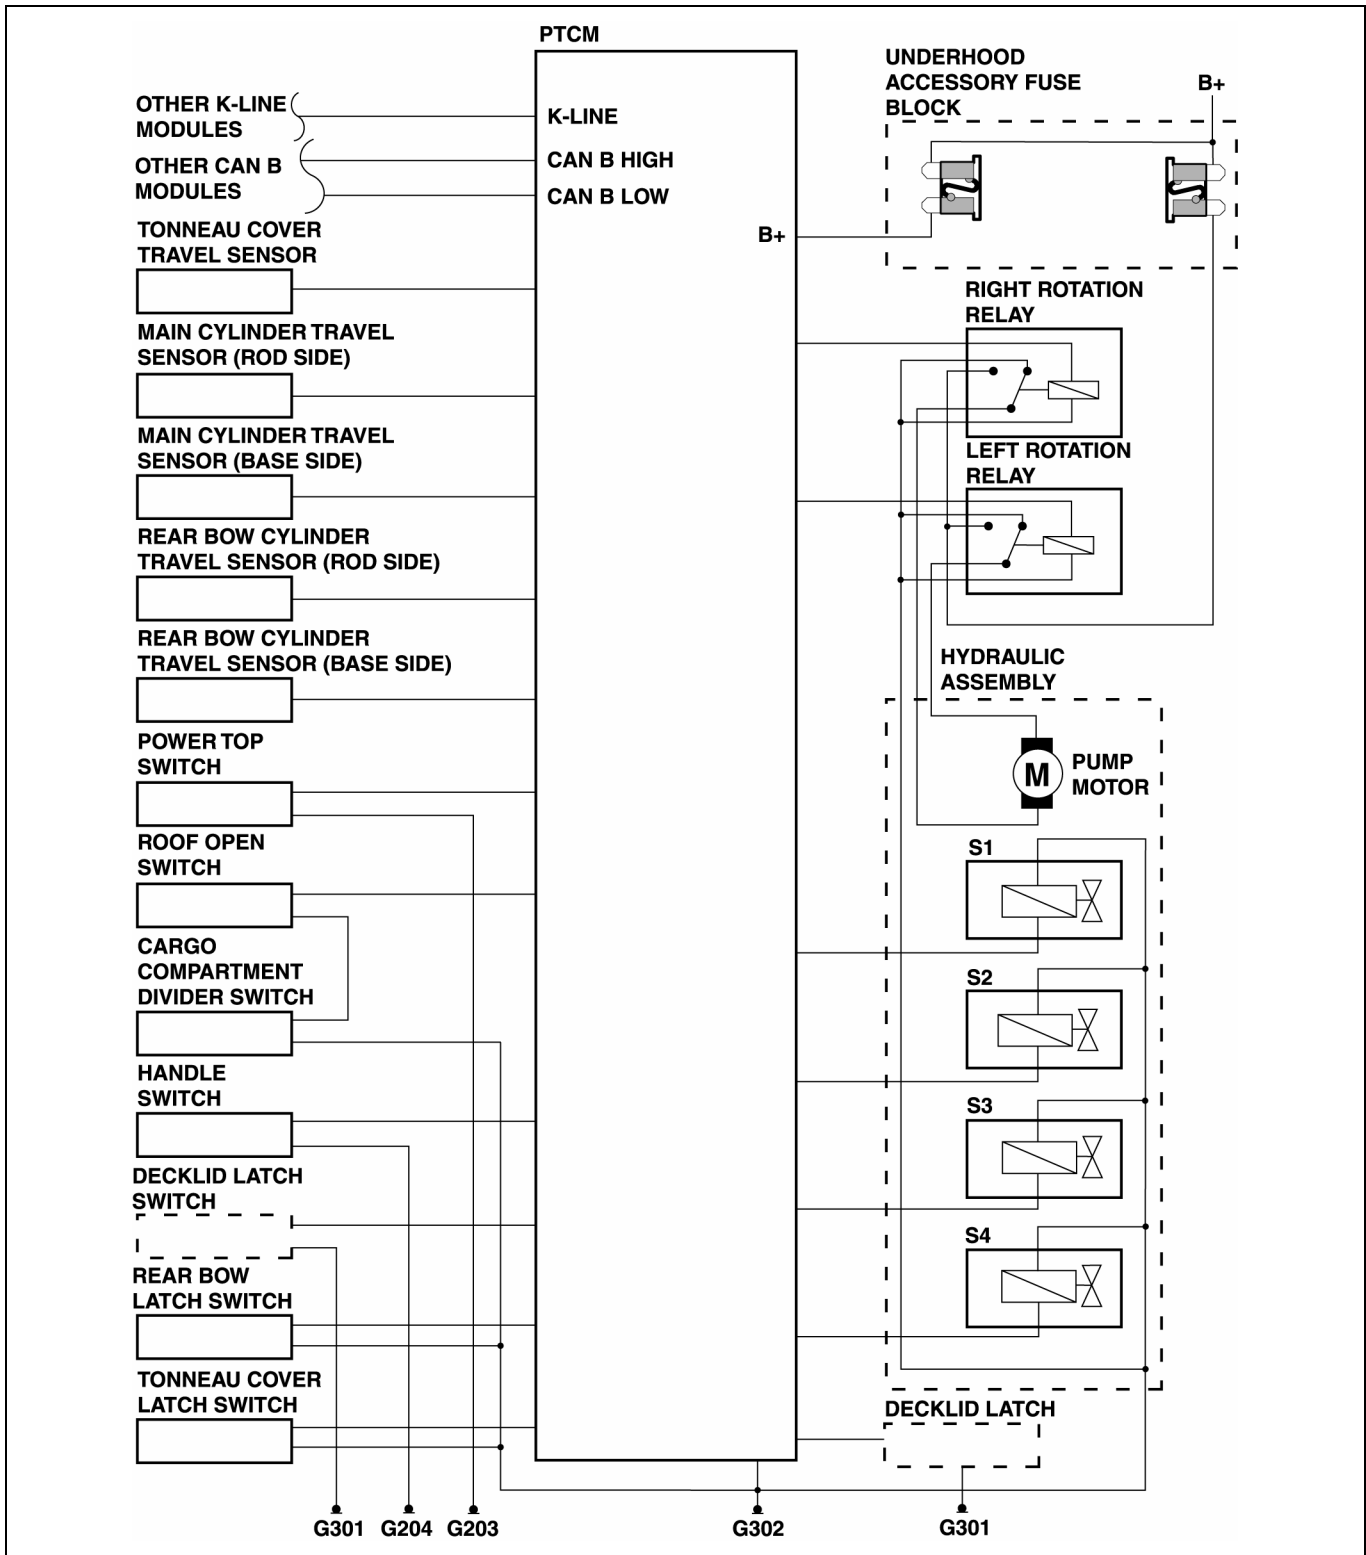 PTCM
UNDERHOOD
ACCESSORY FUSE
BLOCK
B+
OTHER K-LINE
MODULES
K-LINE
OTHER CAN B
MODULES
CAN B HIGH
CAN B LOW
B+
TONNEAU COVER
TRAVEL SENSOR
MAIN CYLINDER TRAVEL
SENSOR (ROD SIDE)
MAIN CYLINDER TRAVEL
SENSOR (BASE SIDE)
REAR BOW CYLINDER
TRAVEL SENSOR (ROD SIDE)
REAR BOW CYLINDER
TRAVEL SENSOR (BASE SIDE)
POWER TOP
SWITCH
ROOF OPEN
SWITCH
CARGO
COMPARTMENT
DIVIDER SWITCH
HANDLE
SWITCH
DECKLID LATCH
SWITCH
REAR BOW
LATCH SWITCH
TONNEAU COVER
LATCH SWITCH
RIGHT ROTATION
RELAY
LEFT ROTATION
RELAY
HYDRAULIC
ASSEMBLY
M
PUMP
MOTOR
S1
S2
S3
S4
DECKLID LATCH
G301
G204
G203
G302
G301